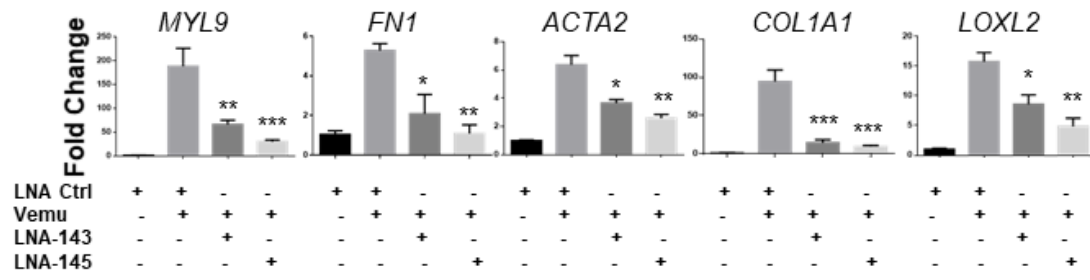 MYL9 FN1 ACTA2 COL1A1 LOXL2
Fold Change
250 200 150 100 50 0
6 4 2 0
8 6 4 2 0
150 100 50 0
20 15 10 5 0
** ***
* **
* **
*** ***
* **
LNA Ctrl + + - - + + - - + + - - + + - - + + - -
Vemu - + + + - + + + - + + + - + + + - + + +
LNA-143 - - + - - - + - - - + - - - + - - - + -
LNA-145 - - - + - - - + - - - + - - - + - - - +